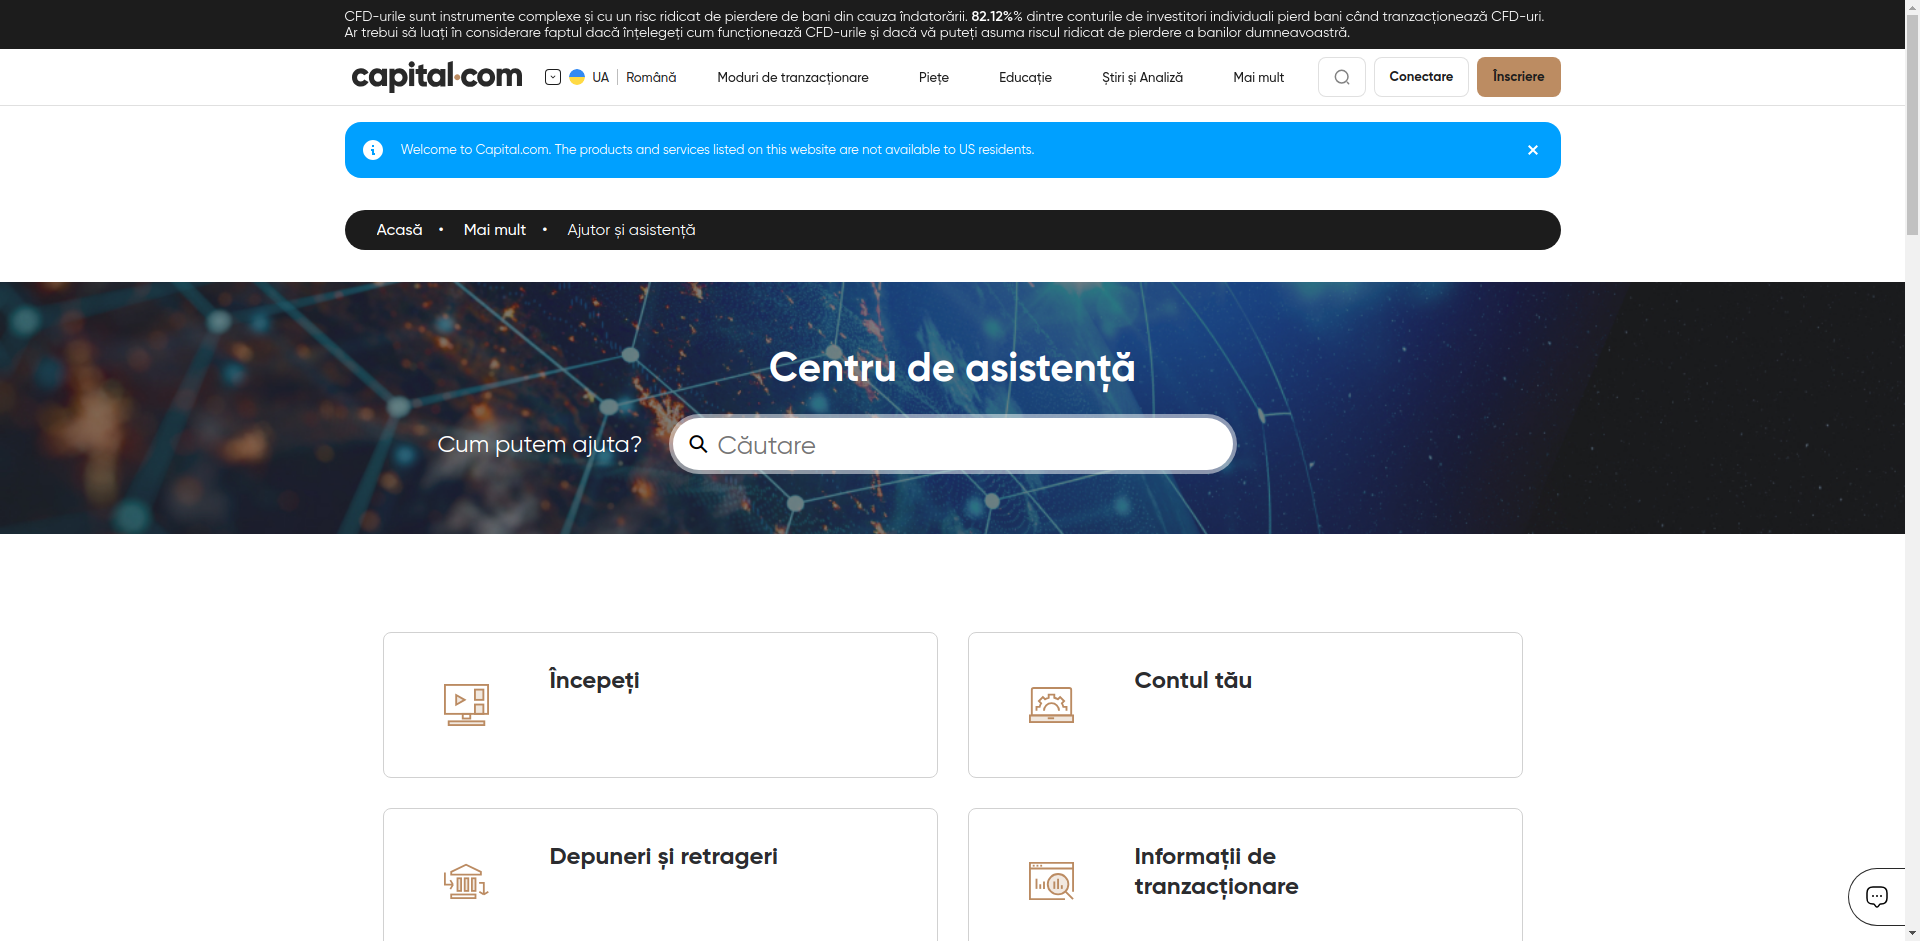 CFD-urile sunt instrumente complexe și cu un risc ridicat de pierdere de bani din cauza îndatorării. 82.12%% dintre conturile de investitori individuali pierd bani când tranzacționează CFD-uri.
Ar trebui să luați în considerare faptul dacă înțelegeți cum funcționează CFD-urile și dacă vă puteți asuma riscul ridicat de pierdere a banilor dumneavoastră.
capital.com UA Română Moduri de tranzacționare Piețe Educație Știri și Analiză Mai mult Conectare Înscriere
Welcome to Capital.com. The products and services listed on this website are not available to US residents.
Acasă • Mai mult • Ajutor și asistență
Centru de asistență
Cum putem ajuta? Căutare
Începeți
Contul tău
Depuneri și retrageri
Informații de
tranzacționare